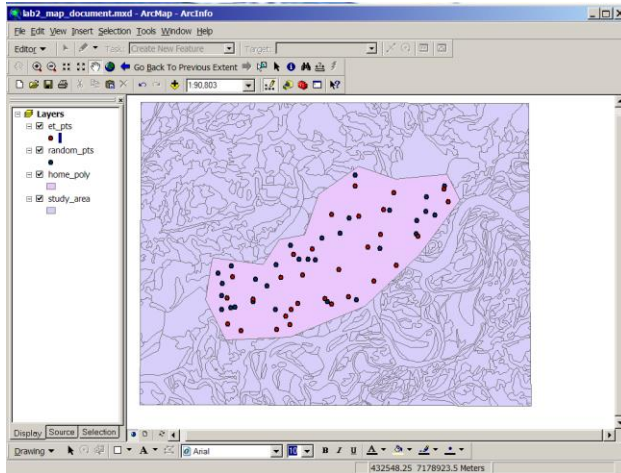 lab2_map_document.mxd - ArcMap - ArcInfo
File Edit View Insert Selection Tools Window Help
Editor Task: Create New Feature Target:
Go Back To Previous Extent
1:90,803
Layers
et_pts
random_pts
home_poly
study_area
Display Source Selection
Drawing A Arial 10 B I U A
432548.25 7178923.5 Meters